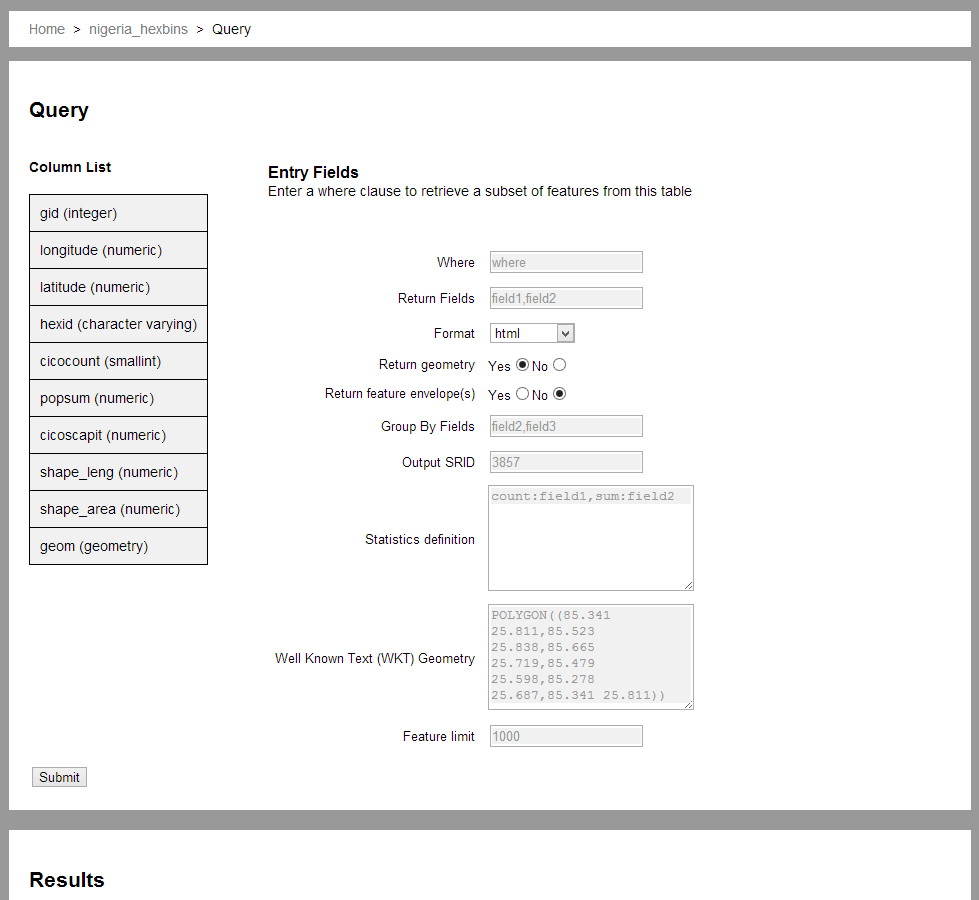 Home > nigeria_hexbins > Query
Query
Column List
gid (integer)
longitude (numeric)
latitude (numeric)
hexid (character varying)
cicocount (smallint)
popsum (numeric)
cicoscapit (numeric)
shape_leng (numeric)
shape_area (numeric)
geom (geometry)
Entry Fields
Enter a where clause to retrieve a subset of features from this table
Where where
Return Fields field1,field2
Format html
Return geometry Yes No
Return feature envelope(s) Yes No
Group By Fields field2,field3
Output SRID 3857
Statistics definition count:field1,sum:field2
Well Known Text (WKT) Geometry
POLYGON((85.341
25.811,85.523
25.838,85.665
25.719,85.479
25.598,85.278
25.687,85.341 25.811))
Feature limit 1000
Submit
Results